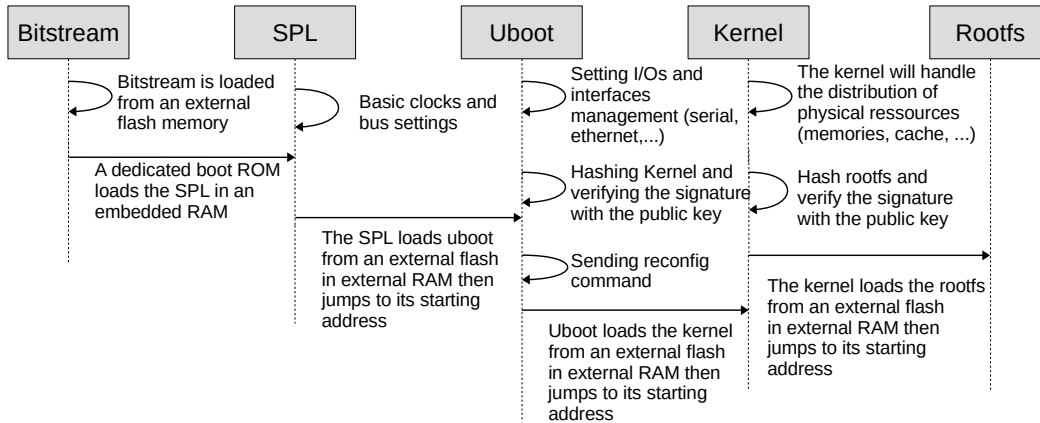 Bitstream
SPL
Uboot
Kernel
Rootfs
Bitstream is loaded
from an external
flash memory
Basic clocks and
bus settings
Setting I/Os and
interfaces
management (serial,
ethernet,...)
The kernel will handle
the distribution of
physical ressources
(memories, cache, ...)
A dedicated boot ROM
loads the SPL in an
embedded RAM
Hashing Kernel and
verifying the signature
with the public key
Hash rootfs and
verify the signature
with the public key
The SPL loads uboot
from an external flash
in external RAM then
jumps to its starting
address
Sending reconfig
command
The kernel loads the rootfs
from an external flash
in external RAM then
jumps to its starting
address
Uboot loads the kernel
from an external flash
in external RAM then
jumps to its starting
address